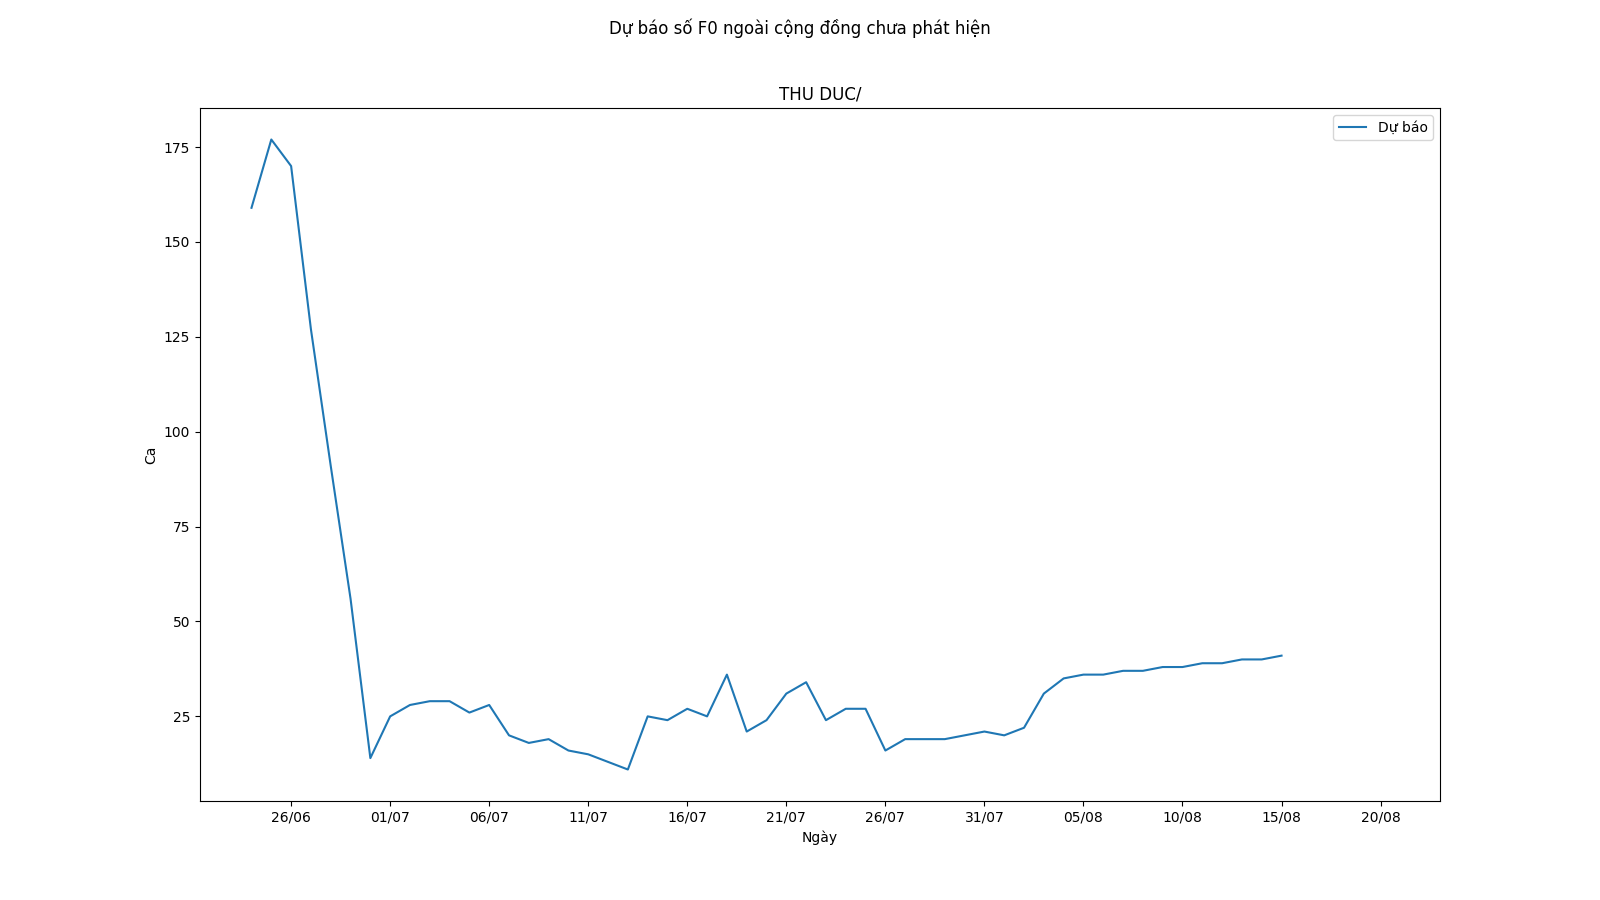 Dự báo số F0 ngoài cộng đồng chưa phát hiện
THU DUC/
Dự báo
175
150
125
100
75
50
25
Ca
26/06 01/07 06/07 11/07 16/07 21/07 26/07 31/07 05/08 10/08 15/08 20/08
Ngày